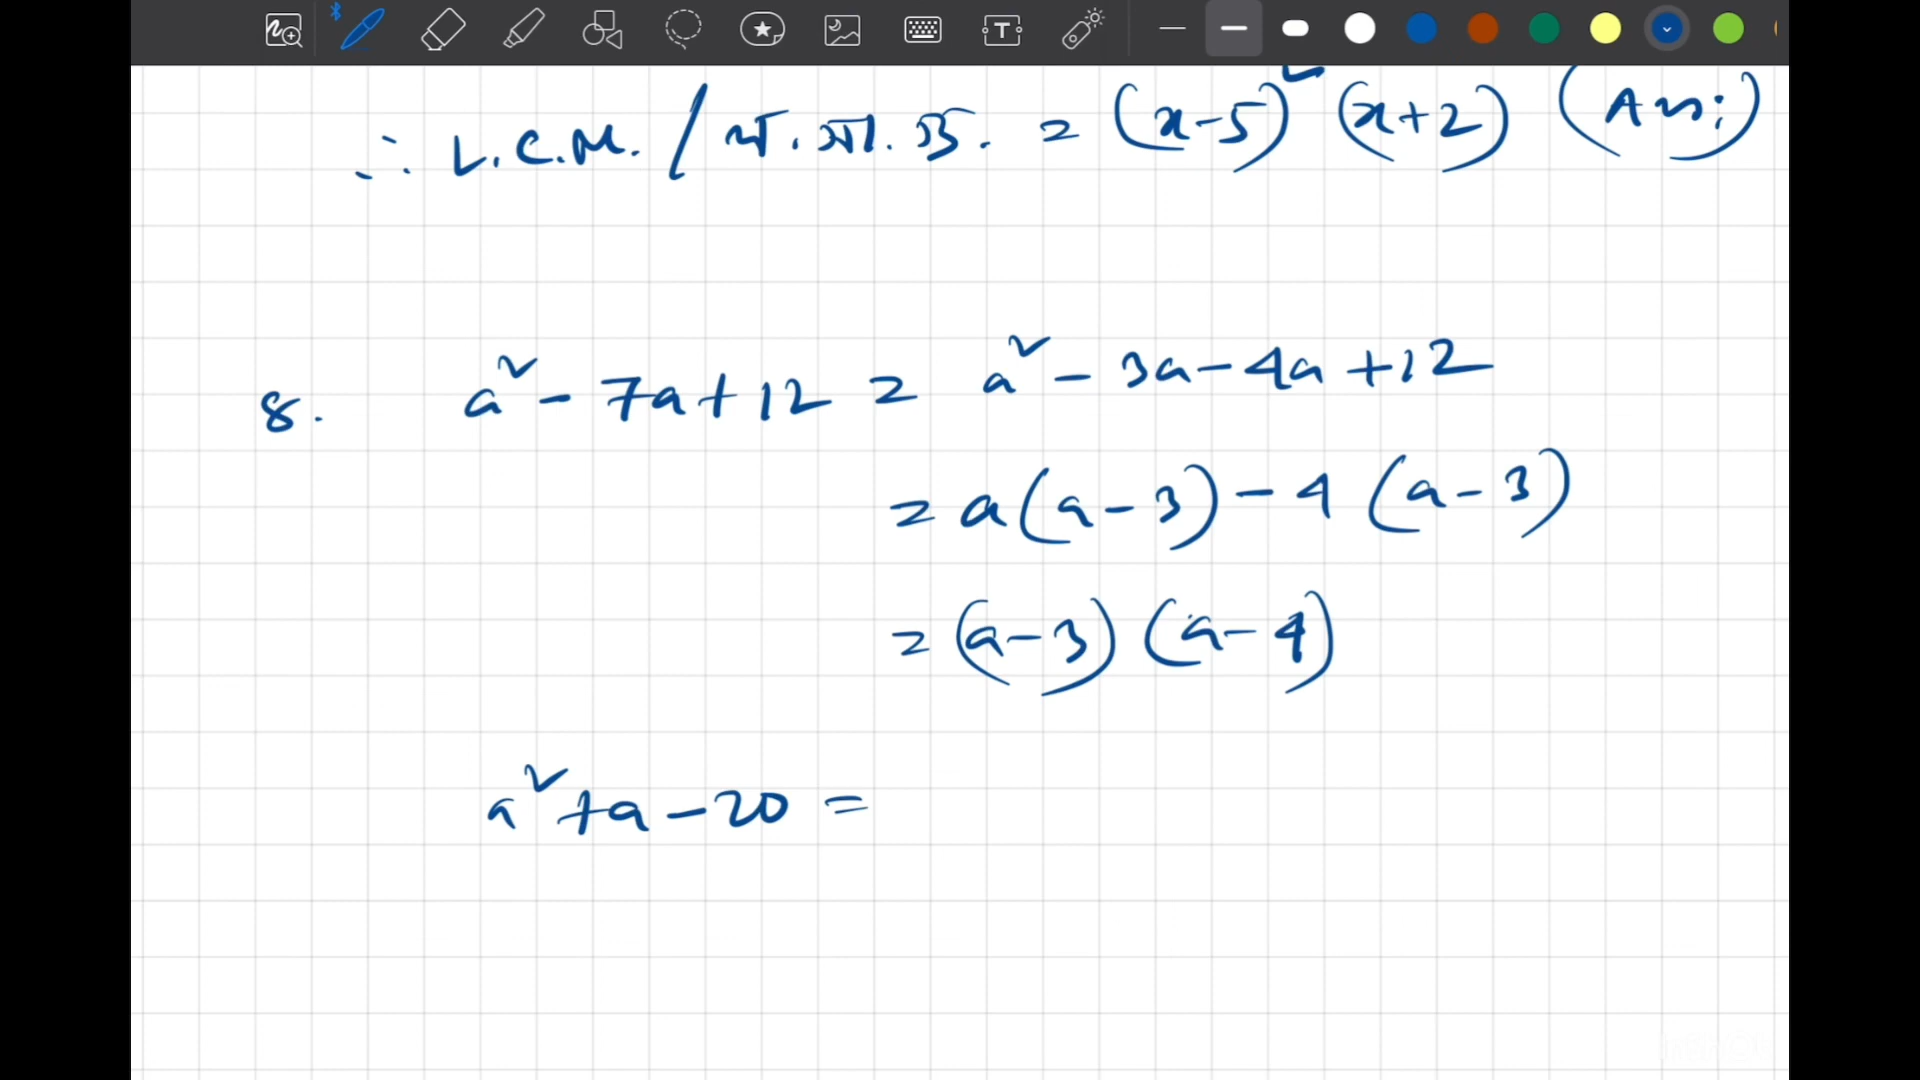 ∴ L.C.M. / ল. সা. গু. = (x-5)² (x+2) (Ans:)
8. a² - 7a + 12 = a² - 3a - 4a + 12
= a(a-3) - 4(a-3)
= (a-3) (a-4)
a² + a - 20 =